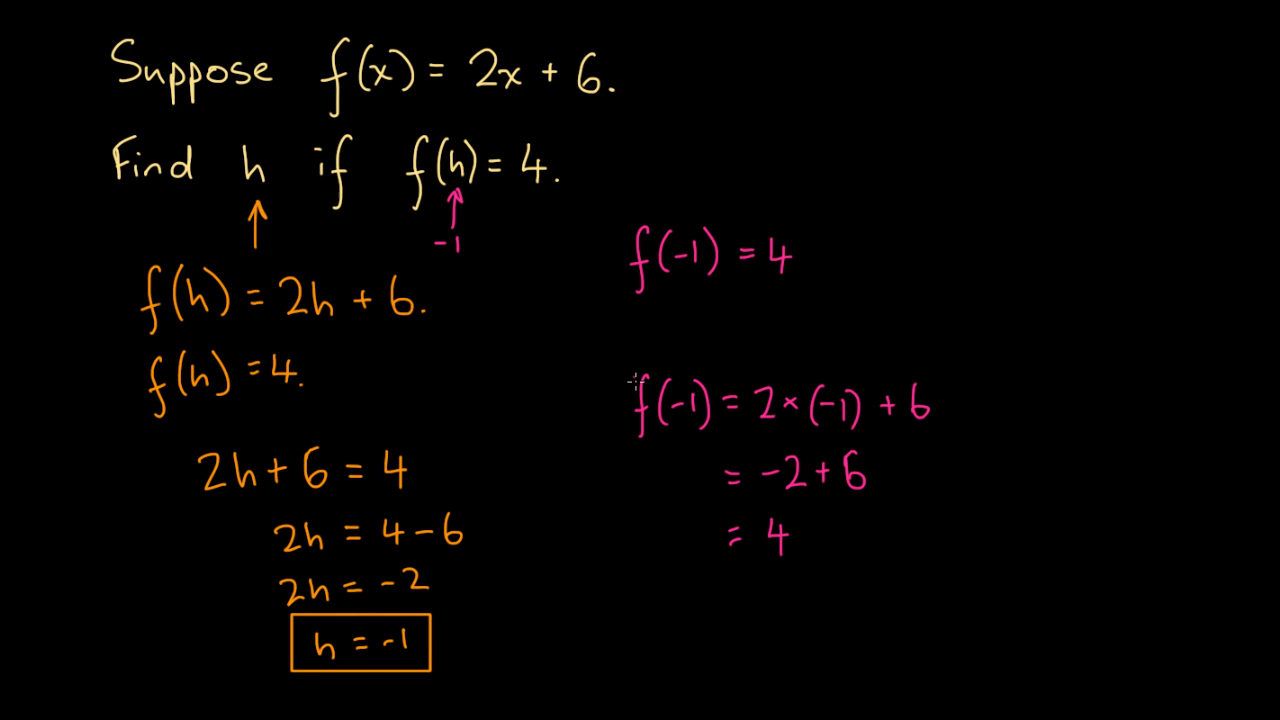 Suppose f(x) = 2x + 6.
Find h if f(h) = 4.
-1
f(h) = 2h + 6.
f(h) = 4.
2h + 6 = 4
2h = 4 - 6
2h = -2
h = -1
f(-1) = 4
f(-1) = 2 × (-1) + 6
= -2 + 6
= 4